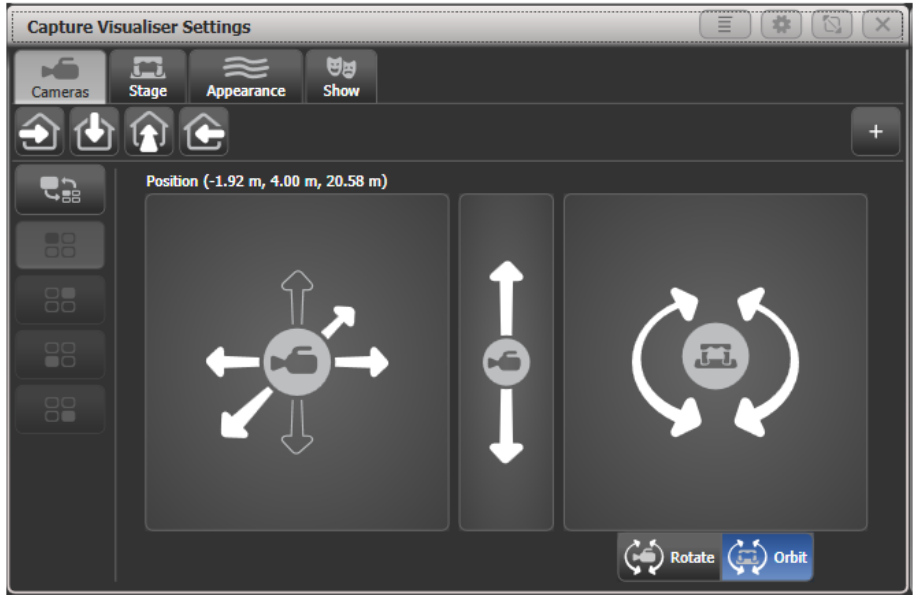 Capture Visualiser Settings
Cameras Stage Appearance Show
+
Position (-1.92 m, 4.00 m, 20.58 m)
Rotate Orbit